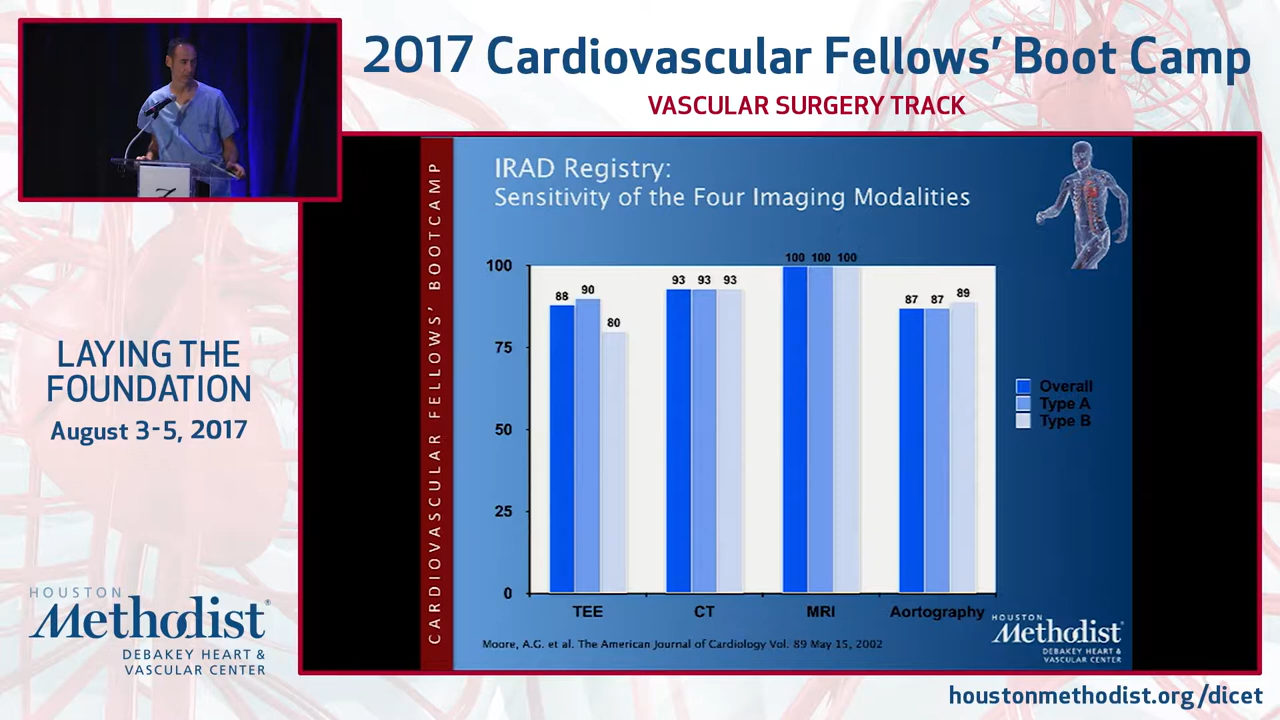 2017 Cardiovascular Fellows’ Boot Camp
VASCULAR SURGERY TRACK
LAYING THE
FOUNDATION
August 3-5, 2017
HOUSTON
Methodist®
DEBAKEY HEART &
VASCULAR CENTER
CARDIOVASCULAR FELLOWS’ BOOTCAMP
IRAD Registry:
Sensitivity of the Four Imaging Modalities
100
75
50
25
0
88 90 80
93 93 93
100 100 100
87 87 89
TEE CT MRI Aortography
Overall
Type A
Type B
Moore, A.G. et al. The American Journal of Cardiology Vol. 89 May 15, 2002
HOUSTON
Methodist®
DEBAKEY HEART &
VASCULAR CENTER
houstonmethodist.org/dicet